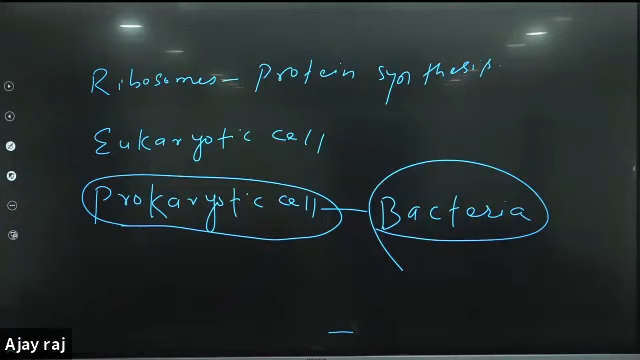 Ribosomes - Protein synthesis.
Eukaryotic cell
Prokaryotic cell - Bacteria
Ajay raj